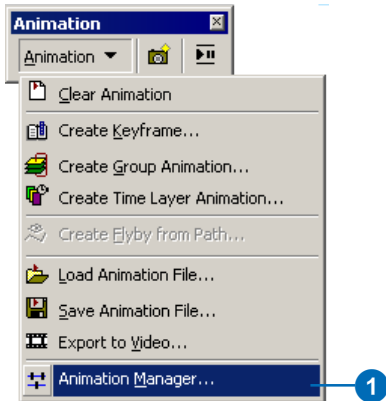 Animation
Animation
Clear Animation
Create Keyframe...
Create Group Animation...
Create Time Layer Animation...
Create Flyby from Path...
Load Animation File...
Save Animation File...
Export to Video...
Animation Manager...
1